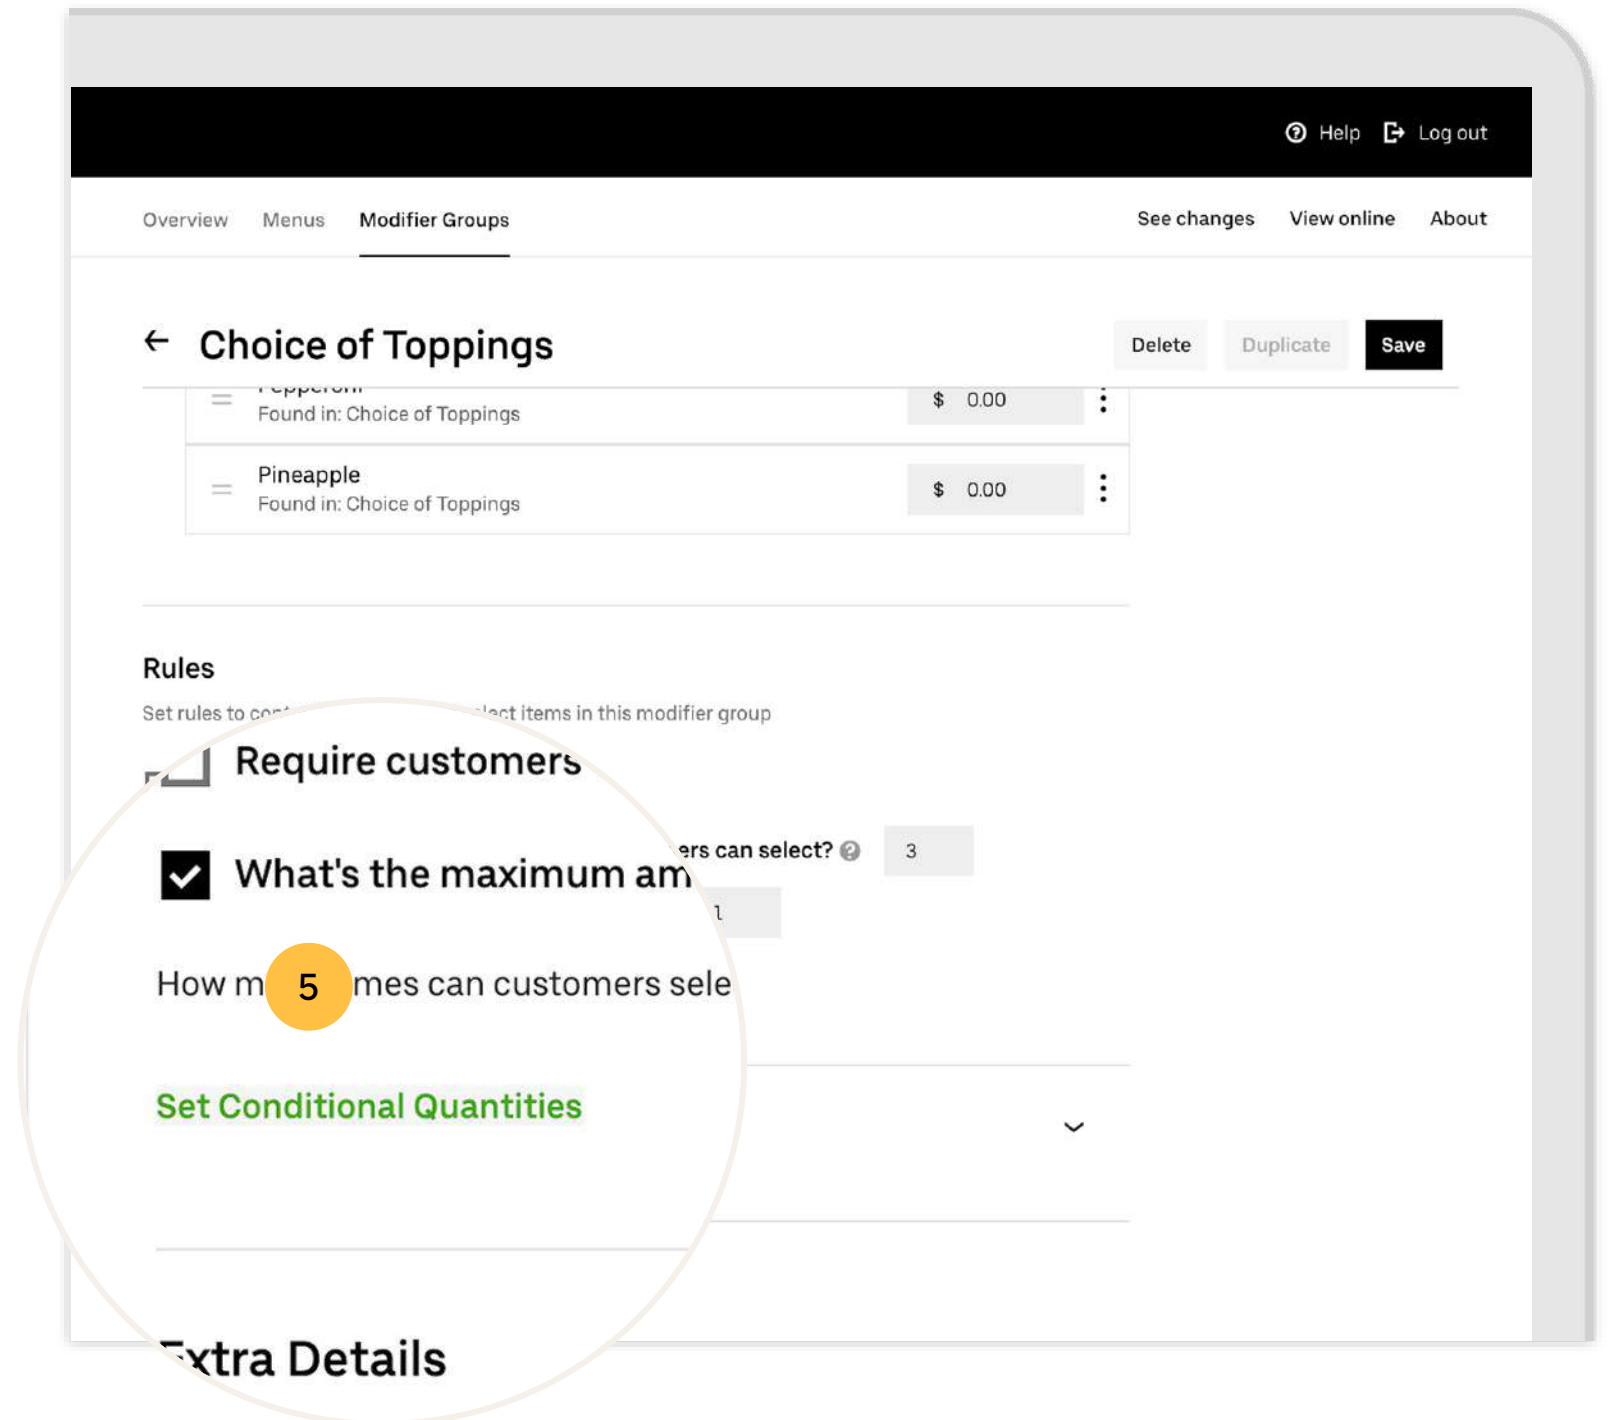 Help Log out
Overview Menus Modifier Groups See changes View online About
Choice of Toppings Delete Duplicate Save
Pepperoni $ 0.00
Found in: Choice of Toppings
Pineapple $ 0.00
Found in: Choice of Toppings
Rules
Set rules to items in this modifier group
Require customers
What's the maximum am ers can select? 3
1
How m 5 mes can customers sele
Set Conditional Quantities
Extra Details